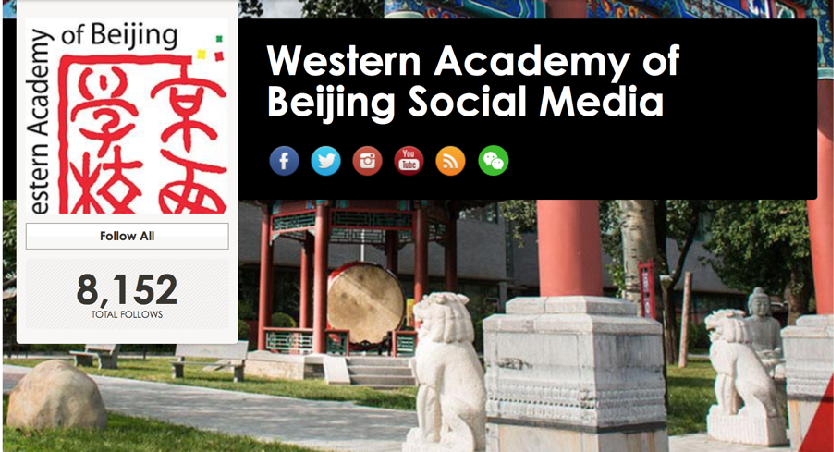 of Beijing
estern Academy
京西
学校
Western Academy of
Beijing Social Media
f
You
Tube
Follow All
8,152
TOTAL FOLLOWS